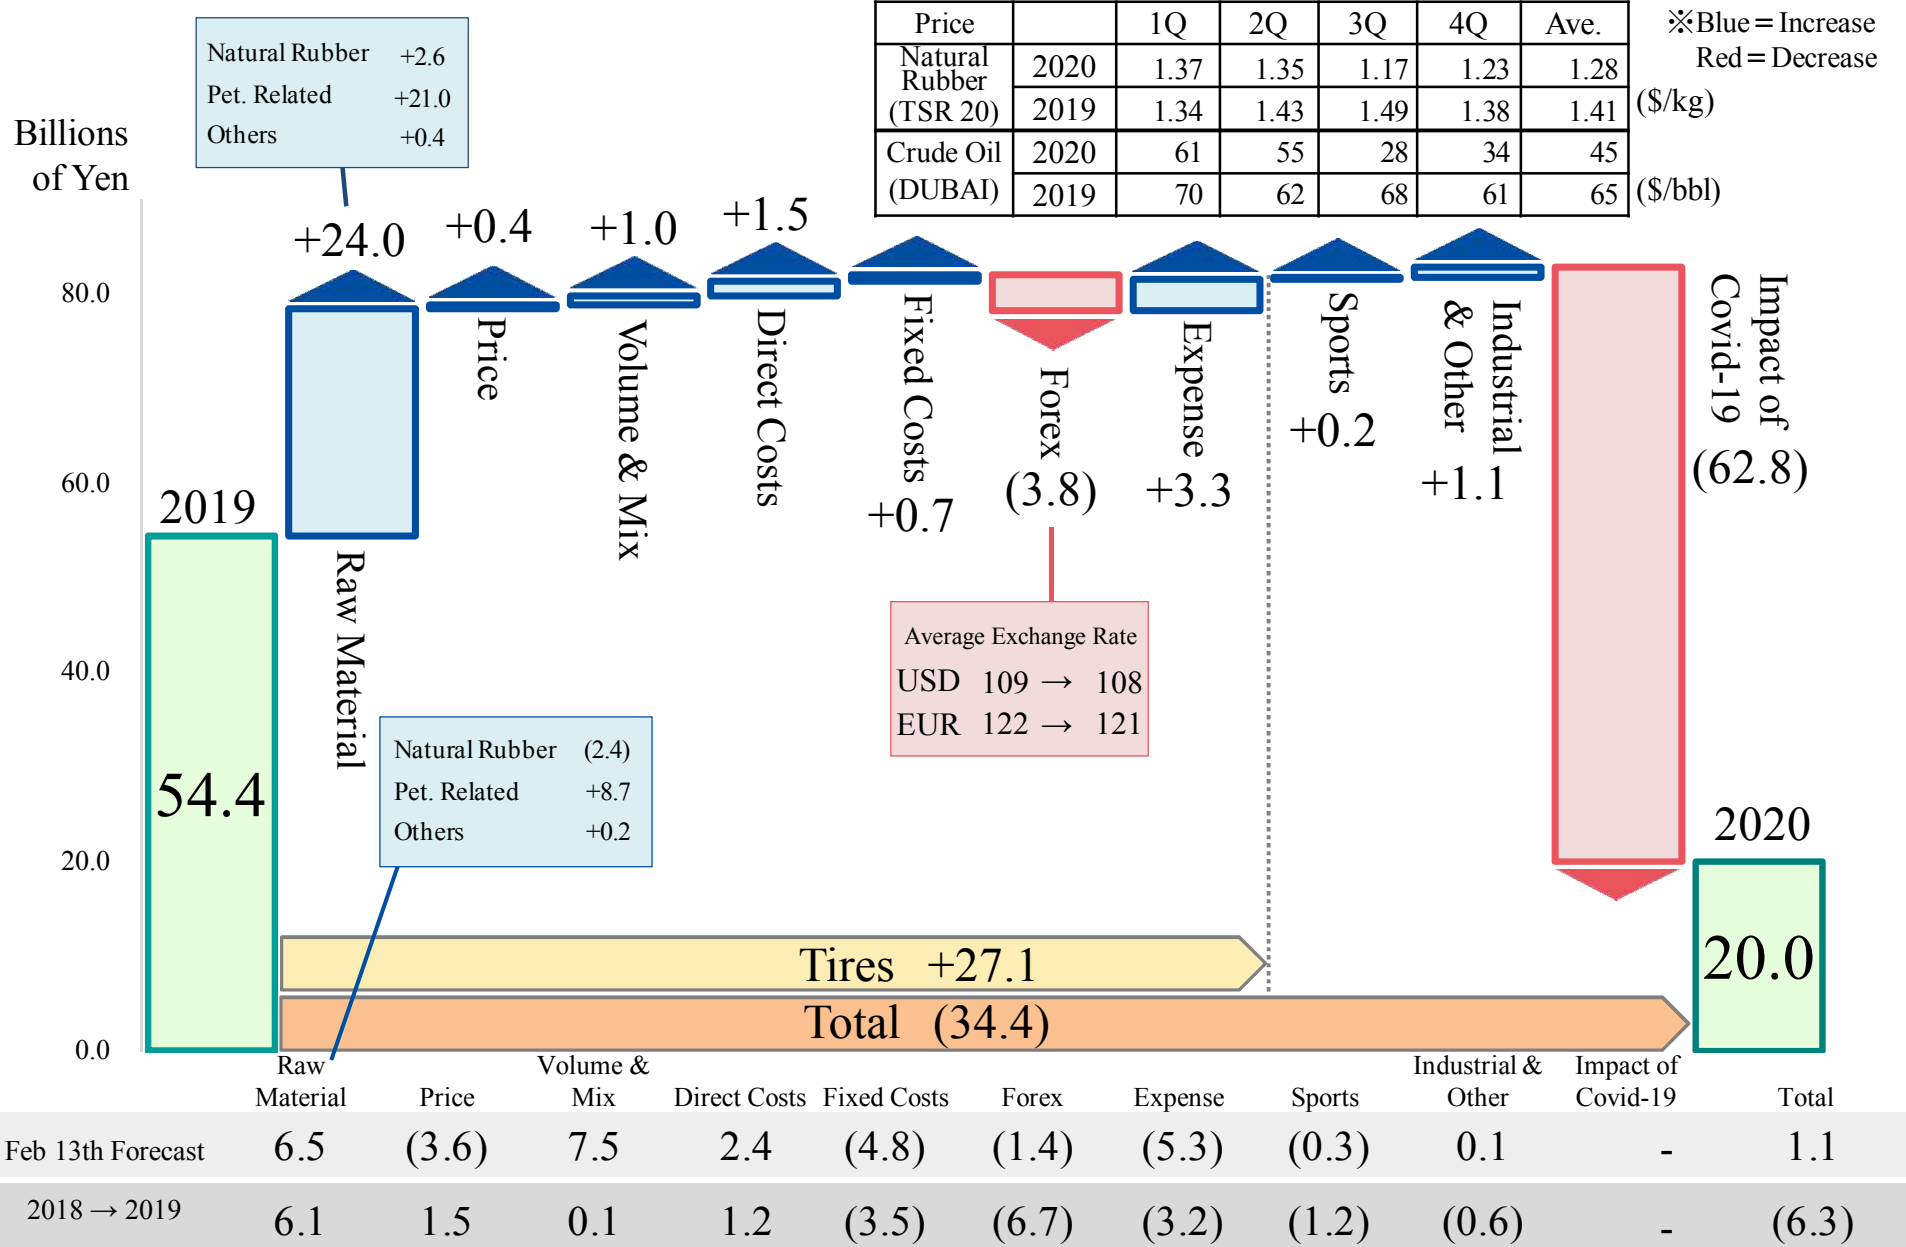 Natural Rubber +2.6
Pet. Related +21.0
Others +0.4
Price 1Q 2Q 3Q 4Q Ave.
Natural Rubber (TSR 20) 2020 1.37 1.35 1.17 1.23 1.28
2019 1.34 1.43 1.49 1.38 1.41
($/kg)
Crude Oil (DUBAI) 2020 61 55 28 34 45
2019 70 62 68 61 65
($/bbl)
※Blue=Increase
Red=Decrease
Billions
of Yen
80.0
60.0
40.0
20.0
0.0
2019
54.4
+24.0
Raw Material
+0.4
Price
+1.0
Volume & Mix
+1.5
Direct Costs
Fixed Costs
+0.7
Forex
(3.8)
Expense
+3.3
Sports
+0.2
Industrial
& Other
+1.1
Impact of
Covid-19
(62.8)
Average Exchange Rate
USD 109 → 108
EUR 122 → 121
Natural Rubber (2.4)
Pet. Related +8.7
Others +0.2
2020
20.0
Tires +27.1
Total (34.4)
Raw Material Price Volume & Mix Direct Costs Fixed Costs Forex Expense Sports Industrial & Other Impact of Covid-19 Total
Feb 13th Forecast 6.5 (3.6) 7.5 2.4 (4.8) (1.4) (5.3) (0.3) 0.1 - 1.1
2018 → 2019 6.1 1.5 0.1 1.2 (3.5) (6.7) (3.2) (1.2) (0.6) - (6.3)